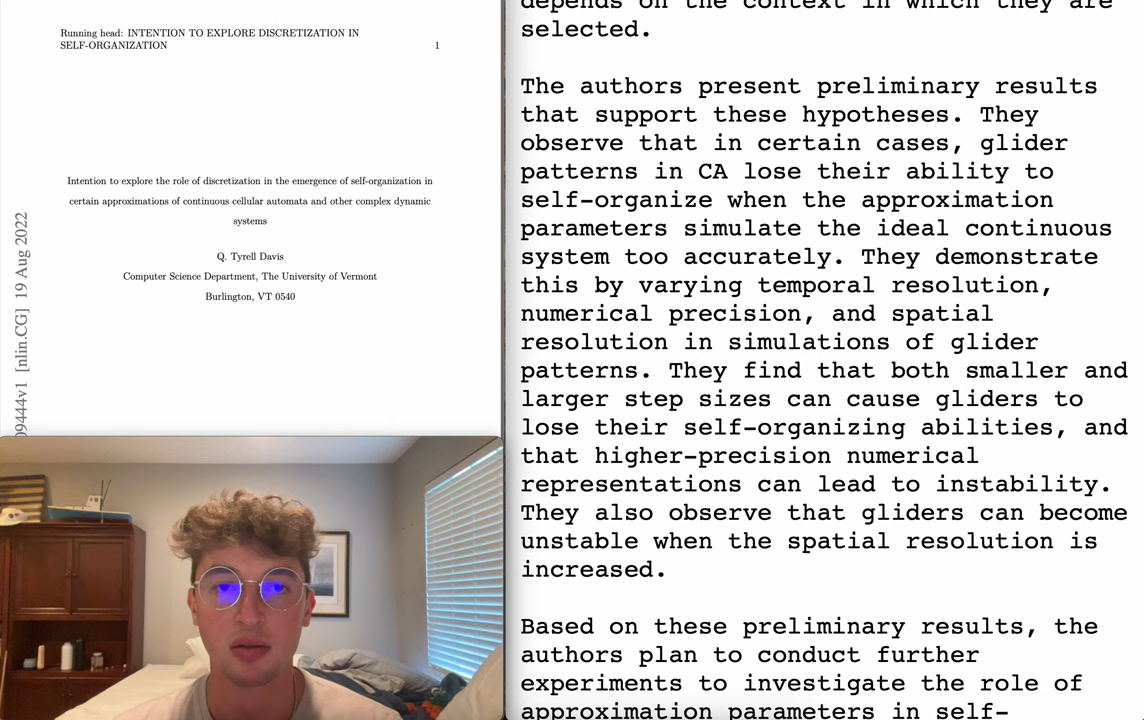 Running head: INTENTION TO EXPLORE DISCRETIZATION IN
SELF-ORGANIZATION 1
Intention to explore the role of discretization in the emergence of self-organization in
certain approximations of continuous cellular automata and other complex dynamic
systems
Q. Tyrell Davis
Computer Science Department, The University of Vermont
Burlington, VT 0540
09444v1 [nlin.CG] 19 Aug 2022
depends on the context in which they are
selected.
The authors present preliminary results
that support these hypotheses. They
observe that in certain cases, glider
patterns in CA lose their ability to
self-organize when the approximation
parameters simulate the ideal continuous
system too accurately. They demonstrate
this by varying temporal resolution,
numerical precision, and spatial
resolution in simulations of glider
patterns. They find that both smaller and
larger step sizes can cause gliders to
lose their self-organizing abilities, and
that higher-precision numerical
representations can lead to instability.
They also observe that gliders can become
unstable when the spatial resolution is
increased.
Based on these preliminary results, the
authors plan to conduct further
experiments to investigate the role of
approximation parameters in self-